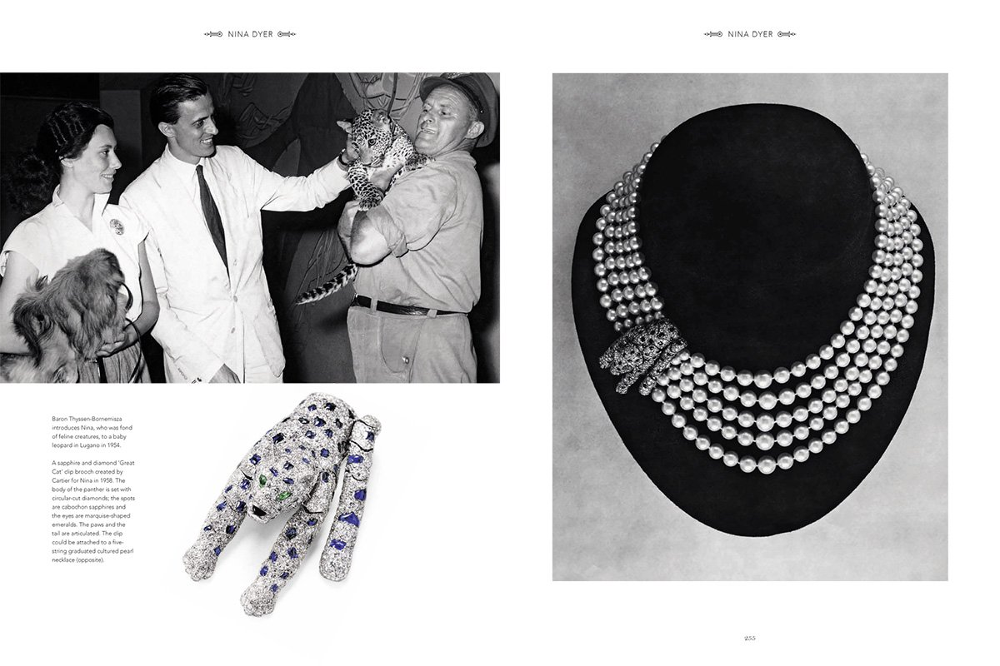 NINA DYER
NINA DYER
Baron Thyssen-Bornemisza
introduces Nina, who was fond
of feline creatures, to a baby
leopard in Lugano in 1954.
A sapphire and diamond ‘Great
Cat’ clip brooch created by
Cartier for Nina in 1958. The
body of the panther is set with
circular-cut diamonds; the spots
are cabochon sapphires and
the eyes are marquise-shaped
emeralds. The paws and the
tail are articulated. The clip
could be attached to a five-
string graduated cultured pearl
necklace (opposite).
255